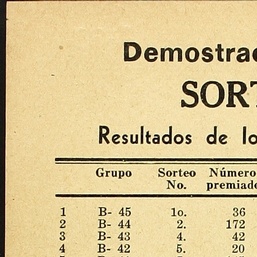 Demostrac
SORT
Resultados de lo
Grupo Sorteo No. Número premiado
1 B- 45 1o. 36
2 B- 44 2. 172
3 B- 43 4. 42
4 B- 42 5. 20